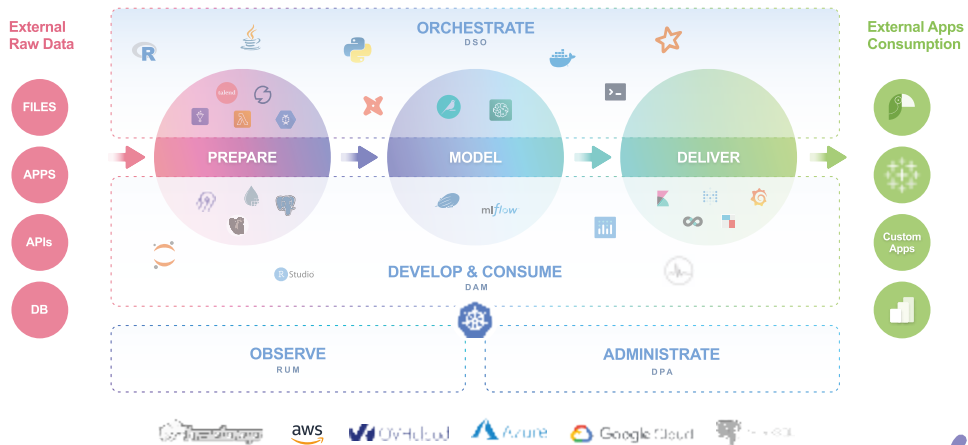 External
Raw Data
FILES
APPS
APIs
DB
ORCHESTRATE
DSO
R
talend
PREPARE
MODEL
DELIVER
mlflow
R Studio
DEVELOP & CONSUME
DAM
OBSERVE
RUM
ADMINISTRATE
DPA
External Apps
Consumption
Custom
Apps
aws
OVHcloud
Azure
Google Cloud